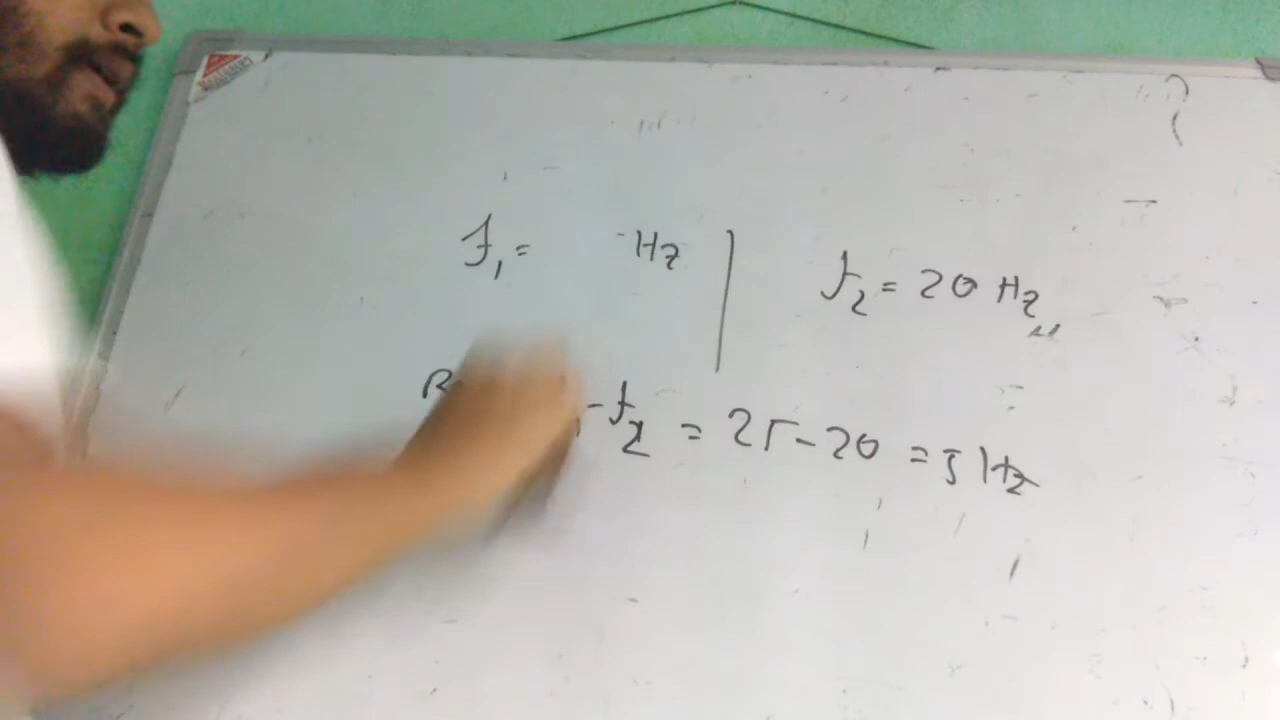 f₁ = Hz | f₂ = 20 Hz
- f₂ = 25 - 20 = 5 Hz